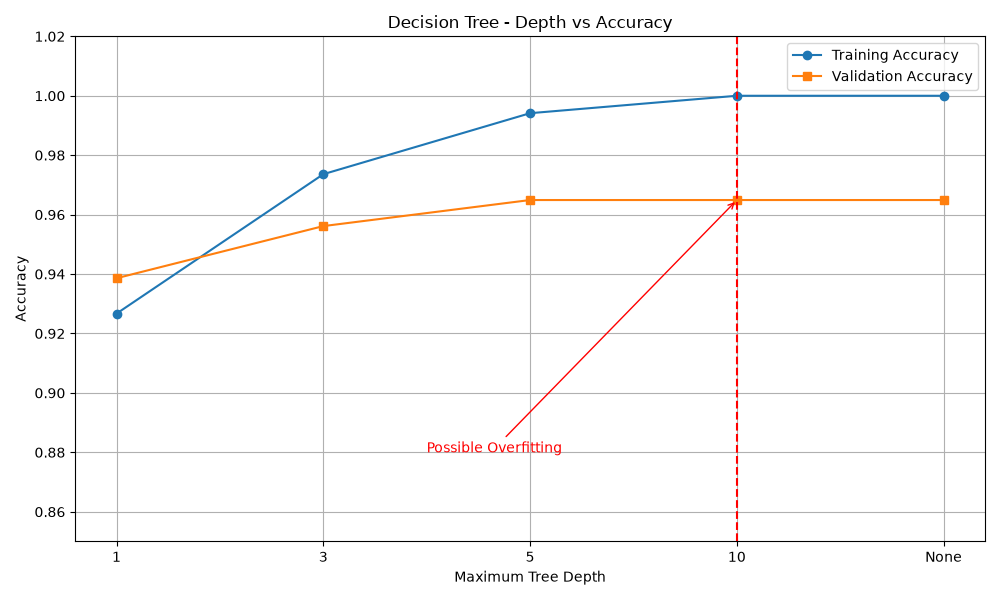 Decision Tree - Depth vs Accuracy
Training Accuracy
Validation Accuracy
1.02
1.00
0.98
0.96
0.94
0.92
0.90
0.88
0.86
Accuracy
Possible Overfitting
1
3
5
10
None
Maximum Tree Depth